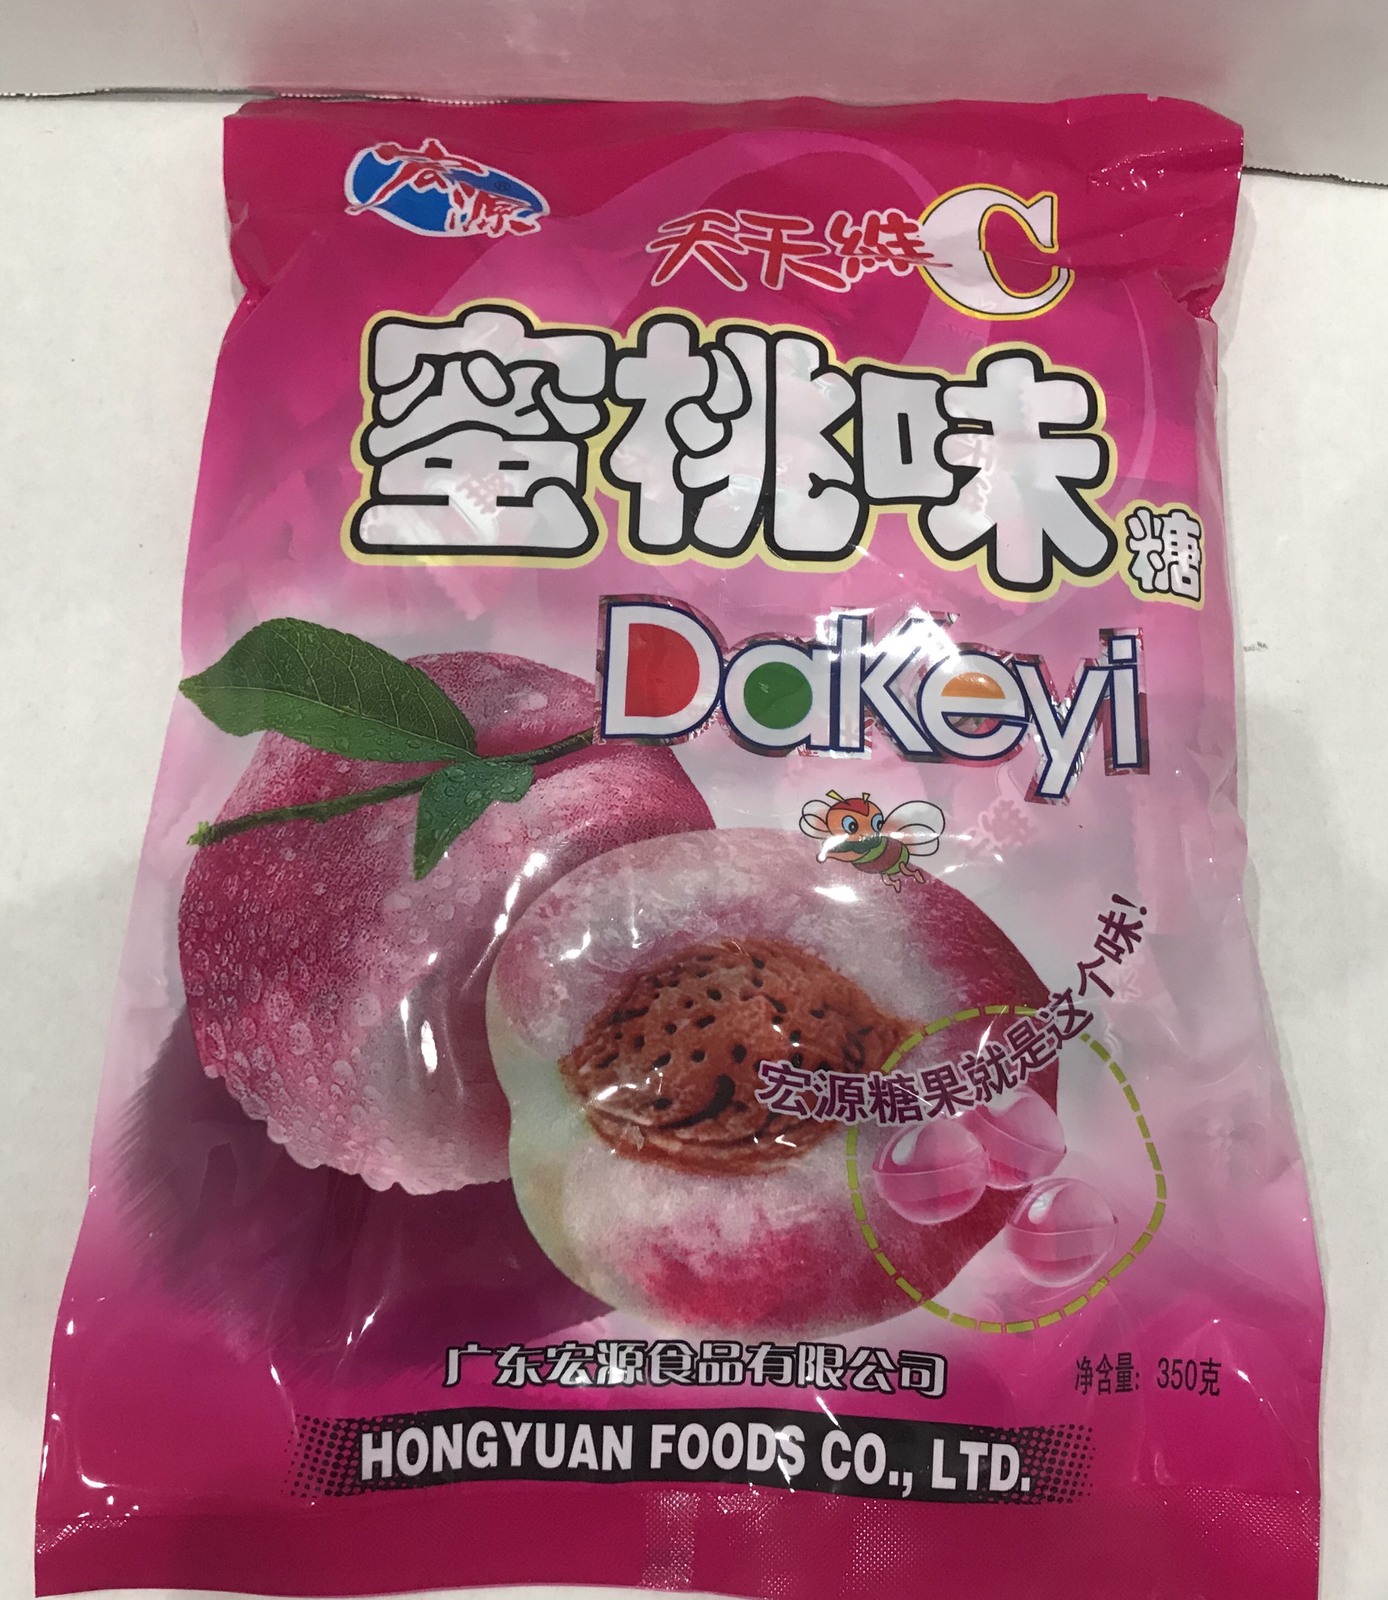 宏源
天天維C
蜜桃味糖
DaKeyi
宏源糖果就是这个味!
广东宏源食品有限公司
净含量: 350克
HONGYUAN FOODS CO., LTD.